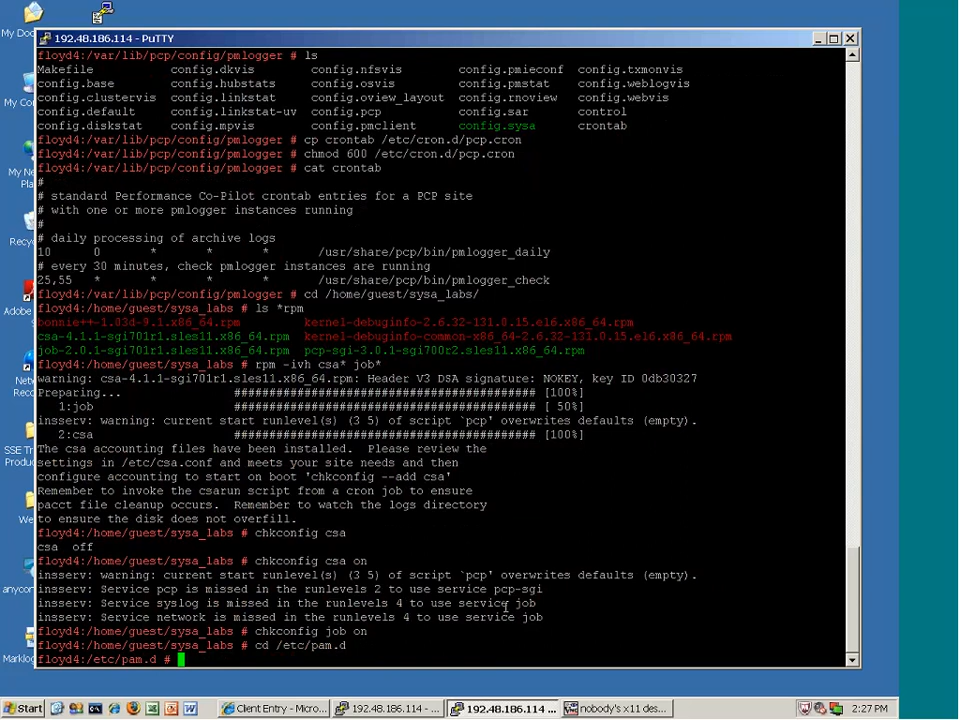 My Doc
192.48.186.114 - PuTTY
floyd4:/var/lib/pcp/config/pmlogger # ls
Makefile config.dkvis config.nfsvis config.pmieconf config.txmonvis
config.base config.hubstats config.osvis config.pmstat config.weblogvis
config.clustervis config.linkstat config.oview_layout config.rnoview config.webvis
config.default config.linkstat-uv config.pcp config.sar control
config.diskstat config.mpvis config.pmclient config.sysa crontab
floyd4:/var/lib/pcp/config/pmlogger # cp crontab /etc/cron.d/pcp.cron
floyd4:/var/lib/pcp/config/pmlogger # chmod 600 /etc/cron.d/pcp.cron
floyd4:/var/lib/pcp/config/pmlogger # cat crontab
#
# standard Performance Co-Pilot crontab entries for a PCP site
# with one or more pmlogger instances running
#
# daily processing of archive logs
10 0 * * * /usr/share/pcp/bin/pmlogger_daily
# every 30 minutes, check pmlogger instances are running
25,55 * * * * /usr/share/pcp/bin/pmlogger_check
floyd4:/var/lib/pcp/config/pmlogger # cd /home/guest/sysa_labs/
floyd4:/home/guest/sysa_labs # ls *rpm
bonnie++-1.03d-9.1.x86_64.rpm kernel-debuginfo-2.6.32-131.0.15.el6.x86_64.rpm
csa-4.1.1-sgi701r1.sles11.x86_64.rpm kernel-debuginfo-common-x86_64-2.6.32-131.0.15.el6.x86_64.rpm
job-2.0.1-sgi701r1.sles11.x86_64.rpm pcp-sgi-3.0.1-sgi700r2.sles11.x86_64.rpm
floyd4:/home/guest/sysa_labs # rpm -ivh csa* job*
warning: csa-4.1.1-sgi701r1.sles11.x86_64.rpm: Header V3 DSA signature: NOKEY, key ID 0db30327
Preparing... ########################################### [100%]
1:job ########################################### [ 50%]
insserv: warning: current start runlevel(s) (3 5) of script `pcp' overwrites defaults (empty).
2:csa ########################################### [100%]
The csa accounting files have been installed. Please review the
settings in /etc/csa.conf and meets your site needs and then
configure accounting to start on boot 'chkconfig --add csa'
Remember to invoke the csarun script from a cron job to ensure
pacct file cleanup occurs. Remember to watch the logs directory
to ensure the disk does not overfill.
floyd4:/home/guest/sysa_labs # chkconfig csa
csa off
floyd4:/home/guest/sysa_labs # chkconfig csa on
insserv: warning: current start runlevel(s) (3 5) of script `pcp' overwrites defaults (empty).
insserv: Service pcp is missed in the runlevels 2 to use service pcp-sgi
insserv: Service syslog is missed in the runlevels 4 to use service job
insserv: Service network is missed in the runlevels 4 to use service job
floyd4:/home/guest/sysa_labs # chkconfig job on
floyd4:/home/guest/sysa_labs # cd /etc/pam.d
floyd4:/etc/pam.d #
My Co
My Ne
Pla
Recyc
Adobe
Net
Reco
SSE Tr
Produc
We
anycon
Marklog
Start
Client Entry - Micro...
192.48.186.114 - ...
192.48.186.114 ...
nobody's x11 des...
2:27 PM